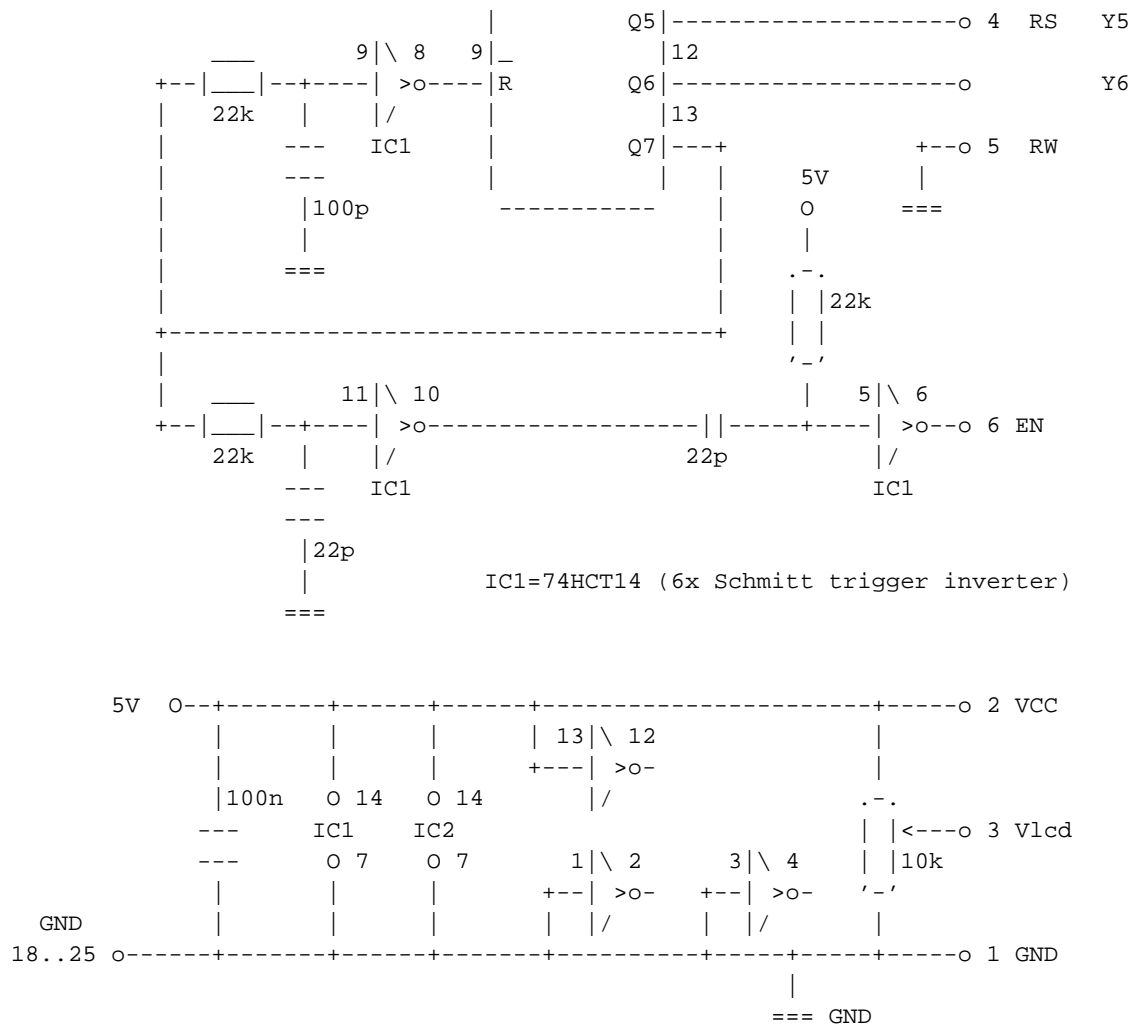 Q5 4 RS Y5
9 8 9 12
R Q6 Y6
22k 13
IC1 Q7 5 RW
5V
100p
22k
11 10 5 6
6 EN
22k 22p
IC1 IC1
22p
IC1=74HCT14 (6x Schmitt trigger inverter)
5V 2 VCC
13 12
100n 14 14
IC1 IC2 3 Vlcd
7 7 1 2 3 4 10k
GND
18..25 1 GND
GND